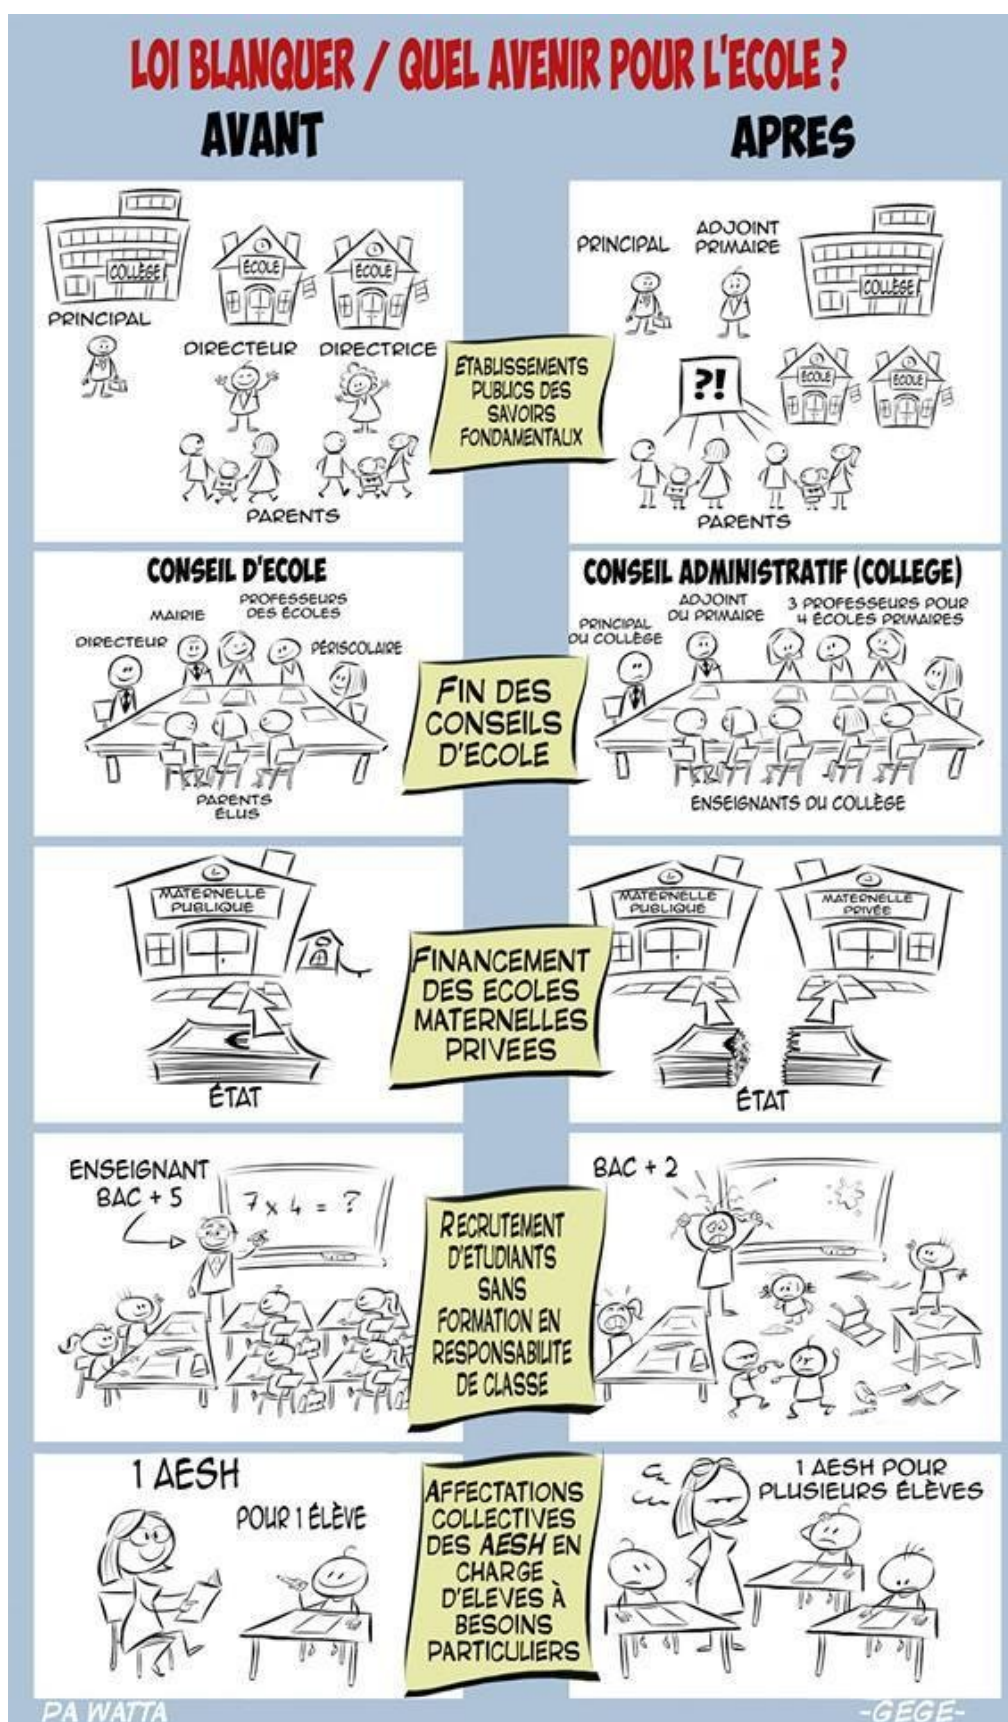 LOI BLANQUER / QUEL AVENIR POUR L'ECOLE ?
AVANT
APRES
COLLÈGE
ÉCOLE
ÉCOLE
PRINCIPAL
DIRECTEUR
DIRECTRICE
PARENTS
ETABLISSEMENTS
PUBLICS DES
SAVOIRS
FONDAMENTAUX
PRINCIPAL
ADJOINT
PRIMAIRE
COLLÈGE
?!
ÉCOLE
ÉCOLE
PARENTS
CONSEIL D'ECOLE
MAIRIE
PROFESSEURS
DES ÉCOLES
DIRECTEUR
PÉRISCOLAIRE
PARENTS
ÉLUS
FIN DES
CONSEILS
D'ECOLE
CONSEIL ADMINISTRATIF (COLLEGE)
PRINCIPAL
DU COLLÈGE
ADJOINT
DU PRIMAIRE
3 PROFESSEURS POUR
4 ÉCOLES PRIMAIRES
ENSEIGNANTS DU COLLÈGE
MATERNELLE
PUBLIQUE
€
ÉTAT
FINANCEMENT
DES ECOLES
MATERNELLES
PRIVEES
MATERNELLE
PUBLIQUE
MATERNELLE
PRIVÉE
ÉTAT
ENSEIGNANT
BAC + 5
7 x 4 = ?
RECRUTEMENT
D'ETUDIANTS
SANS
FORMATION EN
RESPONSABILITE
DE CLASSE
BAC + 2
1 AESH
POUR 1 ÉLÈVE
AFFECTATIONS
COLLECTIVES
DES AESH EN
CHARGE
D'ELEVES À
BESOINS
PARTICULIERS
1 AESH POUR
PLUSIEURS ÉLÈVES
PA WATTA
-GEGE-